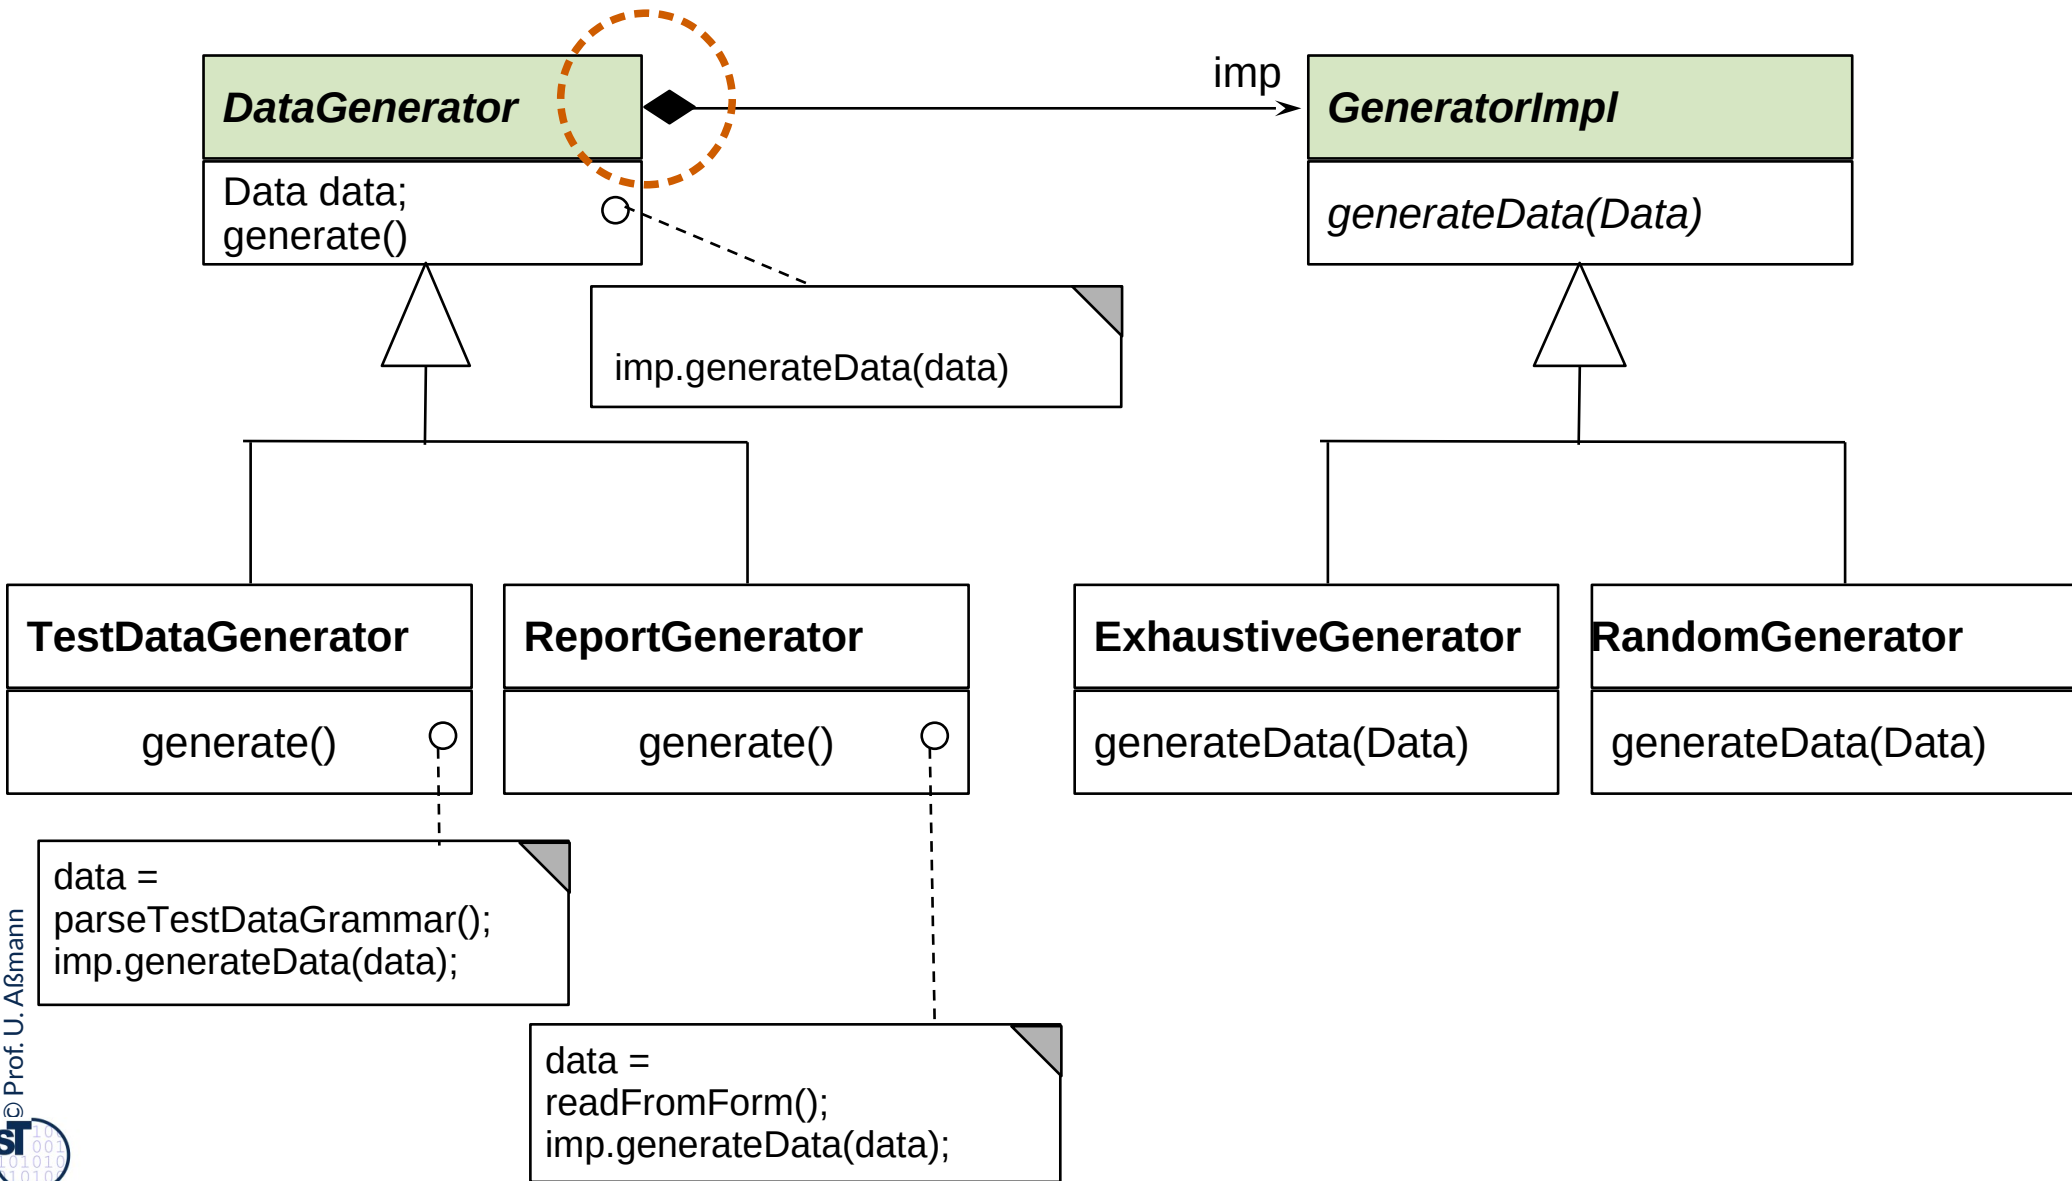 imp
DataGenerator
GeneratorImpl
Data data;
generate()
generateData(Data)
imp.generateData(data)
TestDataGenerator
ReportGenerator
ExhaustiveGenerator
RandomGenerator
generate()
generate()
generateData(Data)
generateData(Data)
data =
parseTestDataGrammar();
imp.generateData(data);
data =
readFromForm();
imp.generateData(data);
© Prof. U. Aßmann
sT